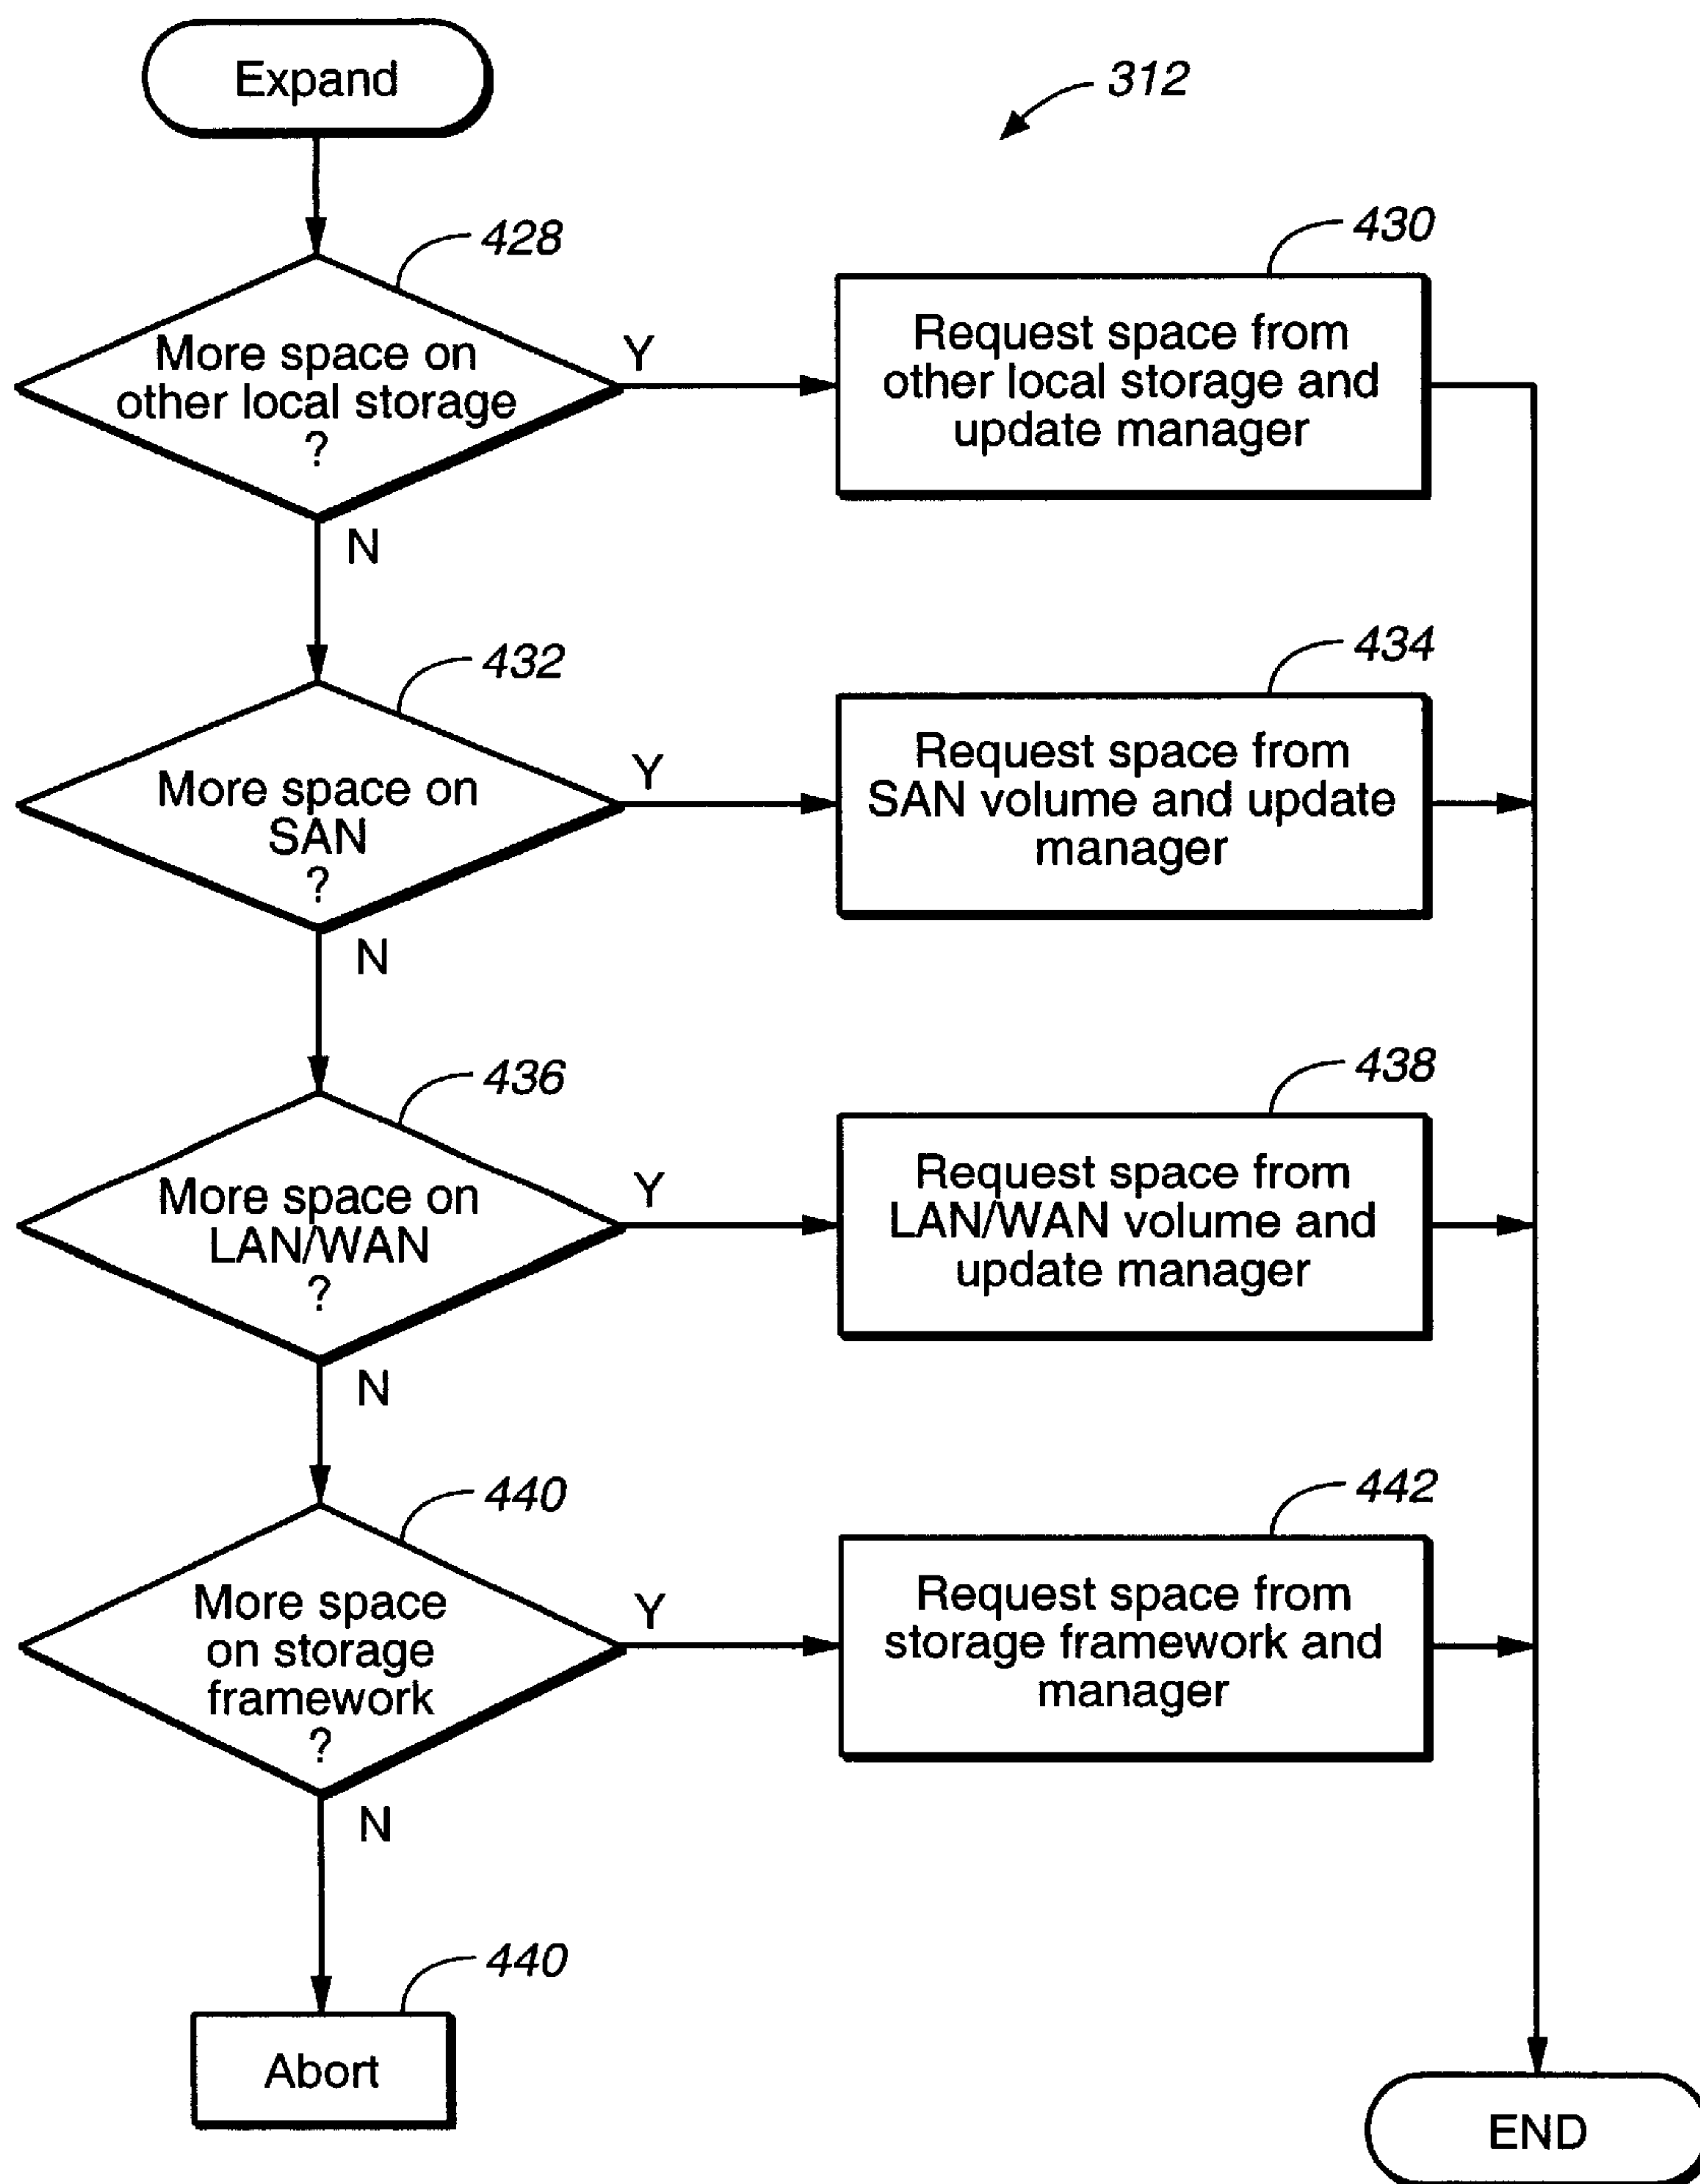 Expand
312
428
430
More space on
other local storage
?
Y
Request space from
other local storage and
update manager
N
432
434
More space on
SAN
?
Y
Request space from
SAN volume and update
manager
N
436
438
More space on
LAN/WAN
?
Y
Request space from
LAN/WAN volume and
update manager
N
440
442
More space
on storage
framework
?
Y
Request space from
storage framework and
manager
N
440
Abort
END